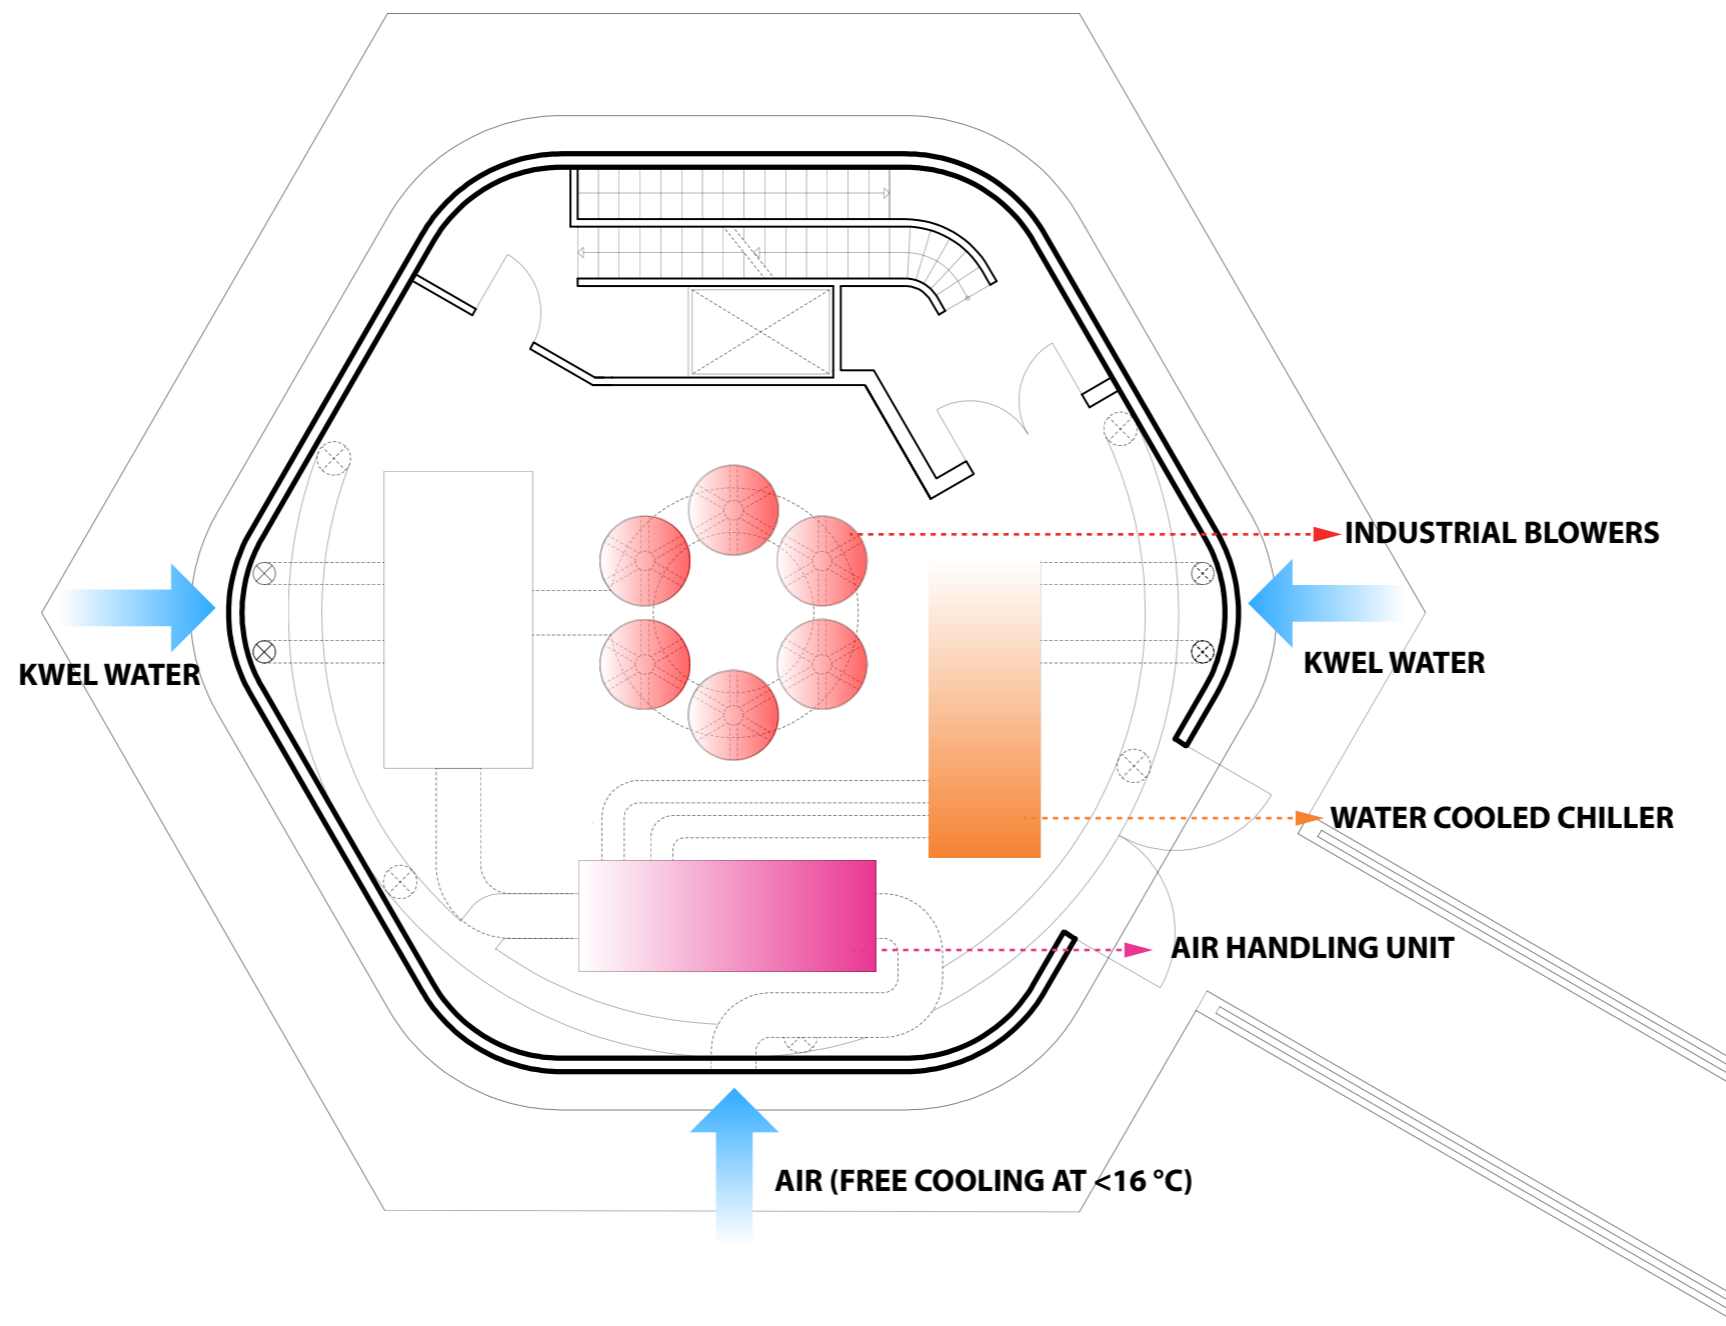 INDUSTRIAL BLOWERS
KWEL WATER
KWEL WATER
WATER COOLED CHILLER
AIR HANDLING UNIT
AIR (FREE COOLING AT <16 °C)